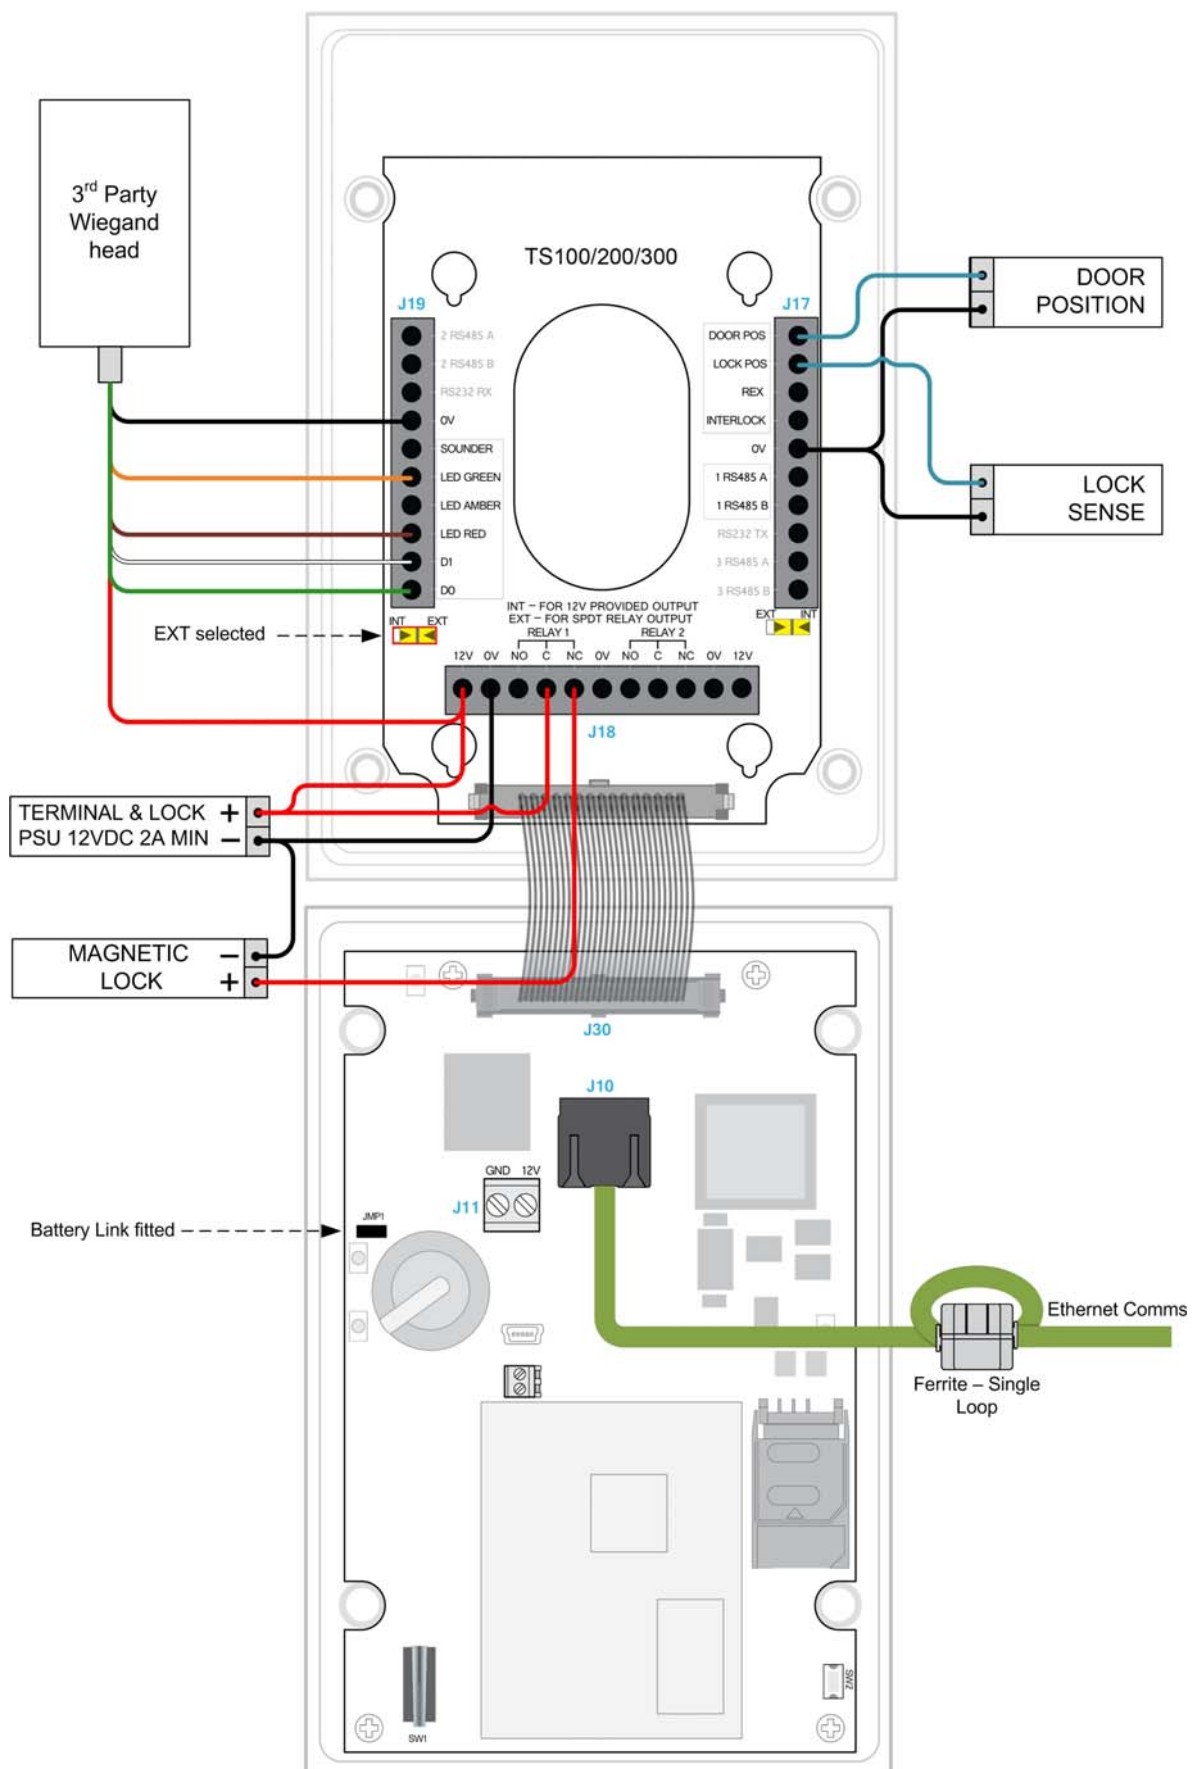 3rd Party
Wiegand
head
TS100/200/300
J19
2 RS485 A
2 RS485 B
RS232 RX
0V
SOUNDER
LED GREEN
LED AMBER
LED RED
D1
D0
J17
DOOR POS
LOCK POS
REX
INTERLOCK
0V
1 RS485 A
1 RS485 B
RS232 TX
3 RS485 A
3 RS485 B
DOOR
POSITION
LOCK
SENSE
INT – FOR 12V PROVIDED OUTPUT
EXT – FOR SPDT RELAY OUTPUT
INT EXT
EXT INT
EXT selected
RELAY 1 RELAY 2
12V 0V NO C NC 0V NO C NC 0V 12V
J18
TERMINAL & LOCK +
PSU 12VDC 2A MIN –
MAGNETIC –
LOCK +
J30
J10
GND 12V
J11
JMP1
Battery Link fitted
Ethernet Comms
Ferrite – Single
Loop
SW2
SW1